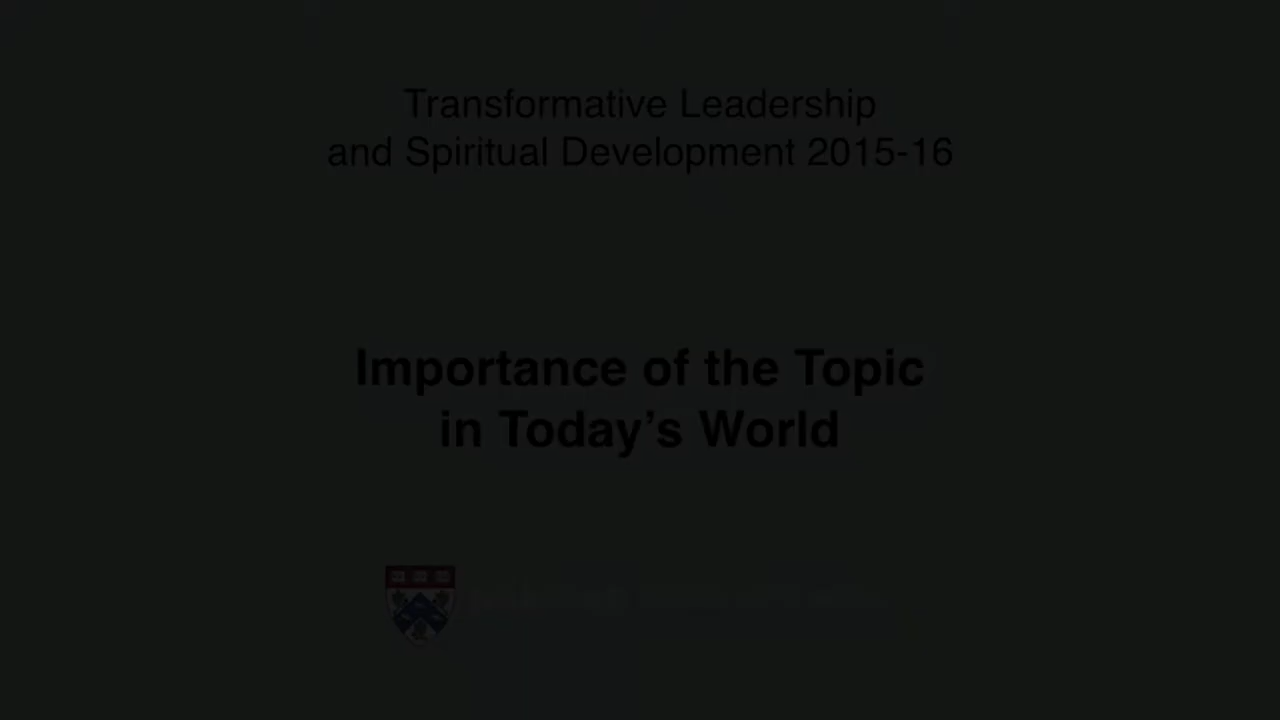 Transformative Leadership
and Spiritual Development 2015-16
Importance of the Topic
in Today’s World